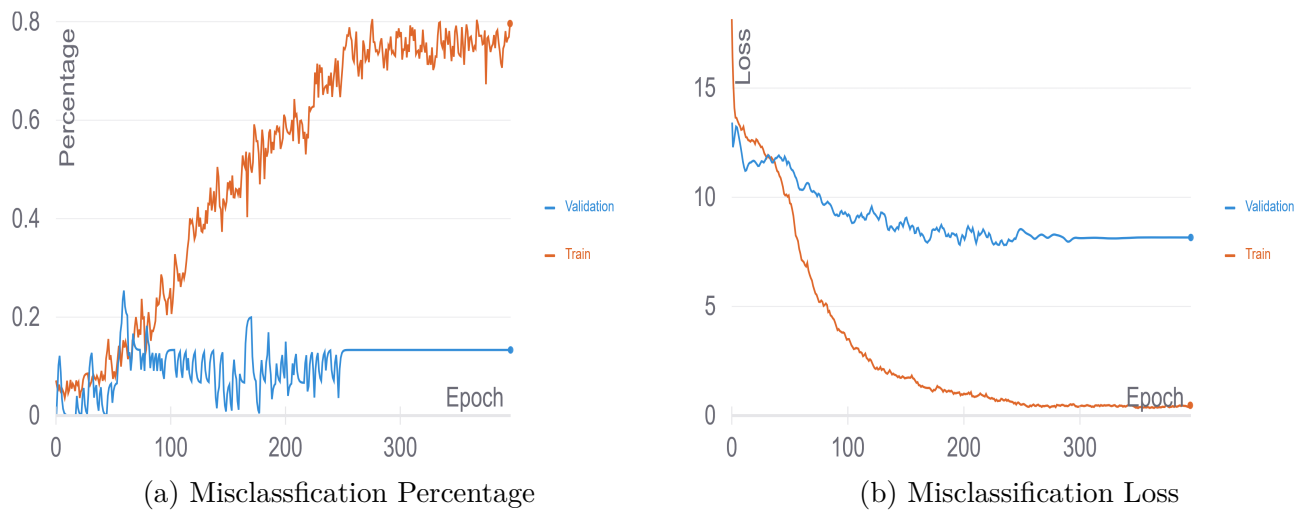 0.8
0.6
0.4
0.2
0
0
100
200
300
Percentage
Epoch
Validation
Train
(a) Misclassfication Percentage
15
10
5
0
0
100
200
300
Loss
Epoch
Validation
Train
(b) Misclassification Loss